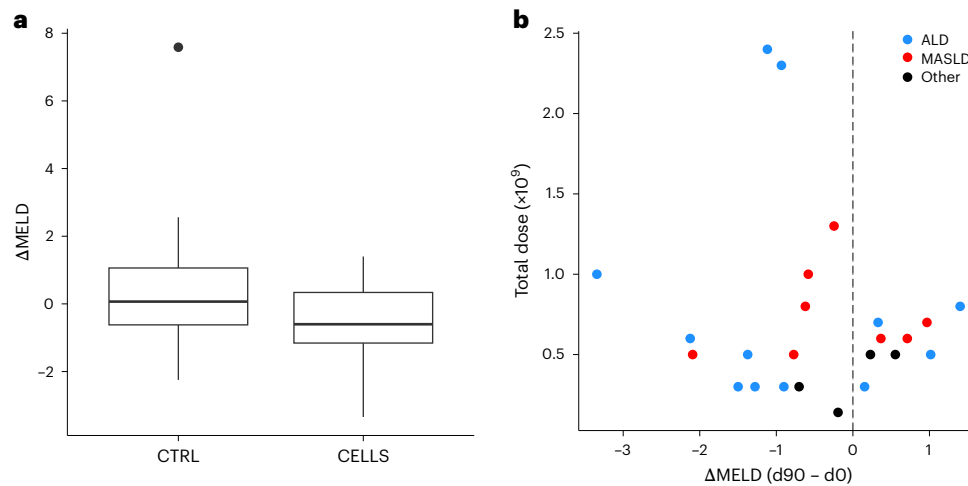 a
8
6
4
2
0
−2
ΔMELD
CTRL
CELLS
b
2.5
2.0
1.5
1.0
0.5
Total dose (×10⁹)
ALD
MASLD
Other
−3
−2
−1
0
1
ΔMELD (d90 – d0)